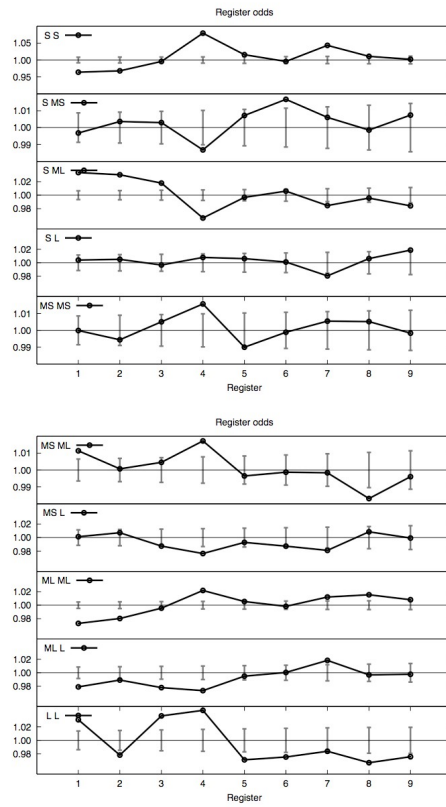 Register odds
S S
1.05
1.00
0.95
S MS
1.00
0.99
S ML
1.02
1.00
0.98
S L
1.02
1.00
0.98
MS MS
1.01
1.00
0.99
1 2 3 4 5 6 7 8 9
Register
Register odds
MS ML
1.01
1.00
0.99
MS L
1.02
1.00
0.98
ML ML
1.02
1.00
0.98
ML L
1.02
1.00
0.98
L L
1.02
1.00
0.98
1 2 3 4 5 6 7 8 9
Register